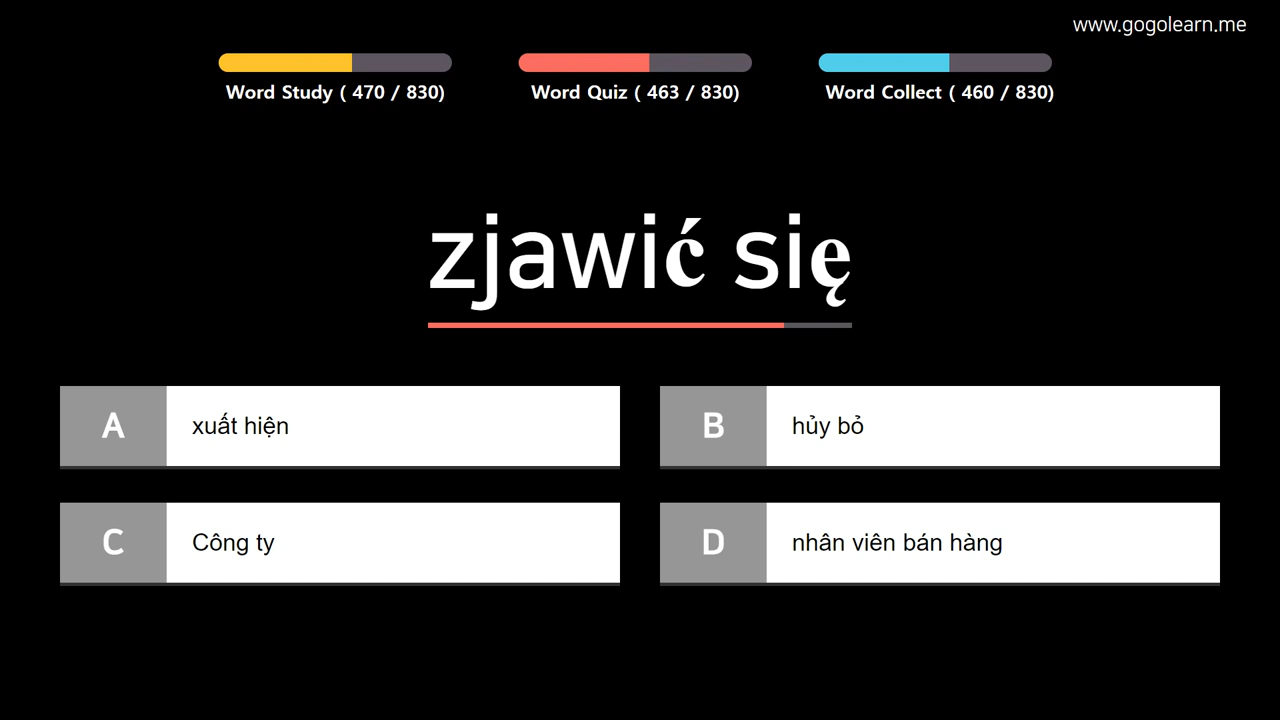 www.gogolearn.me
Word Study ( 470 / 830)
Word Quiz ( 463 / 830)
Word Collect ( 460 / 830)
zjawić się
A xuất hiện
B hủy bỏ
C Công ty
D nhân viên bán hàng